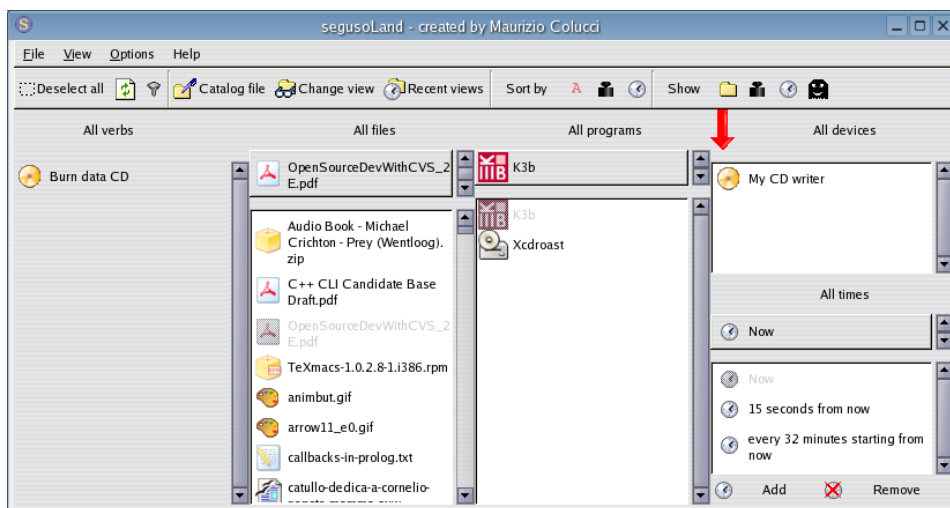 segusoLand - created by Maurizio Colucci
File View Options Help
Deselect all Catalog file Change view Recent views Sort by A Show
All verbs
Burn data CD
All files
OpenSourceDevWithCVS_2
E.pdf
Audio Book - Michael
Crichton - Prey (Wentloog).
zip
C++ CLI Candidate Base
Draft.pdf
OpenSourceDevWithCVS_2
E.pdf
TeXmacs-1.0.2.8-1.i386.rpm
animbut.gif
arrow11_e0.gif
callbacks-in-prolog.txt
catullo-dedica-a-cornelio-
All programs
K3b
K3b
Xcdroast
All devices
My CD writer
All times
Now
Now
15 seconds from now
every 32 minutes starting from
now
Add Remove